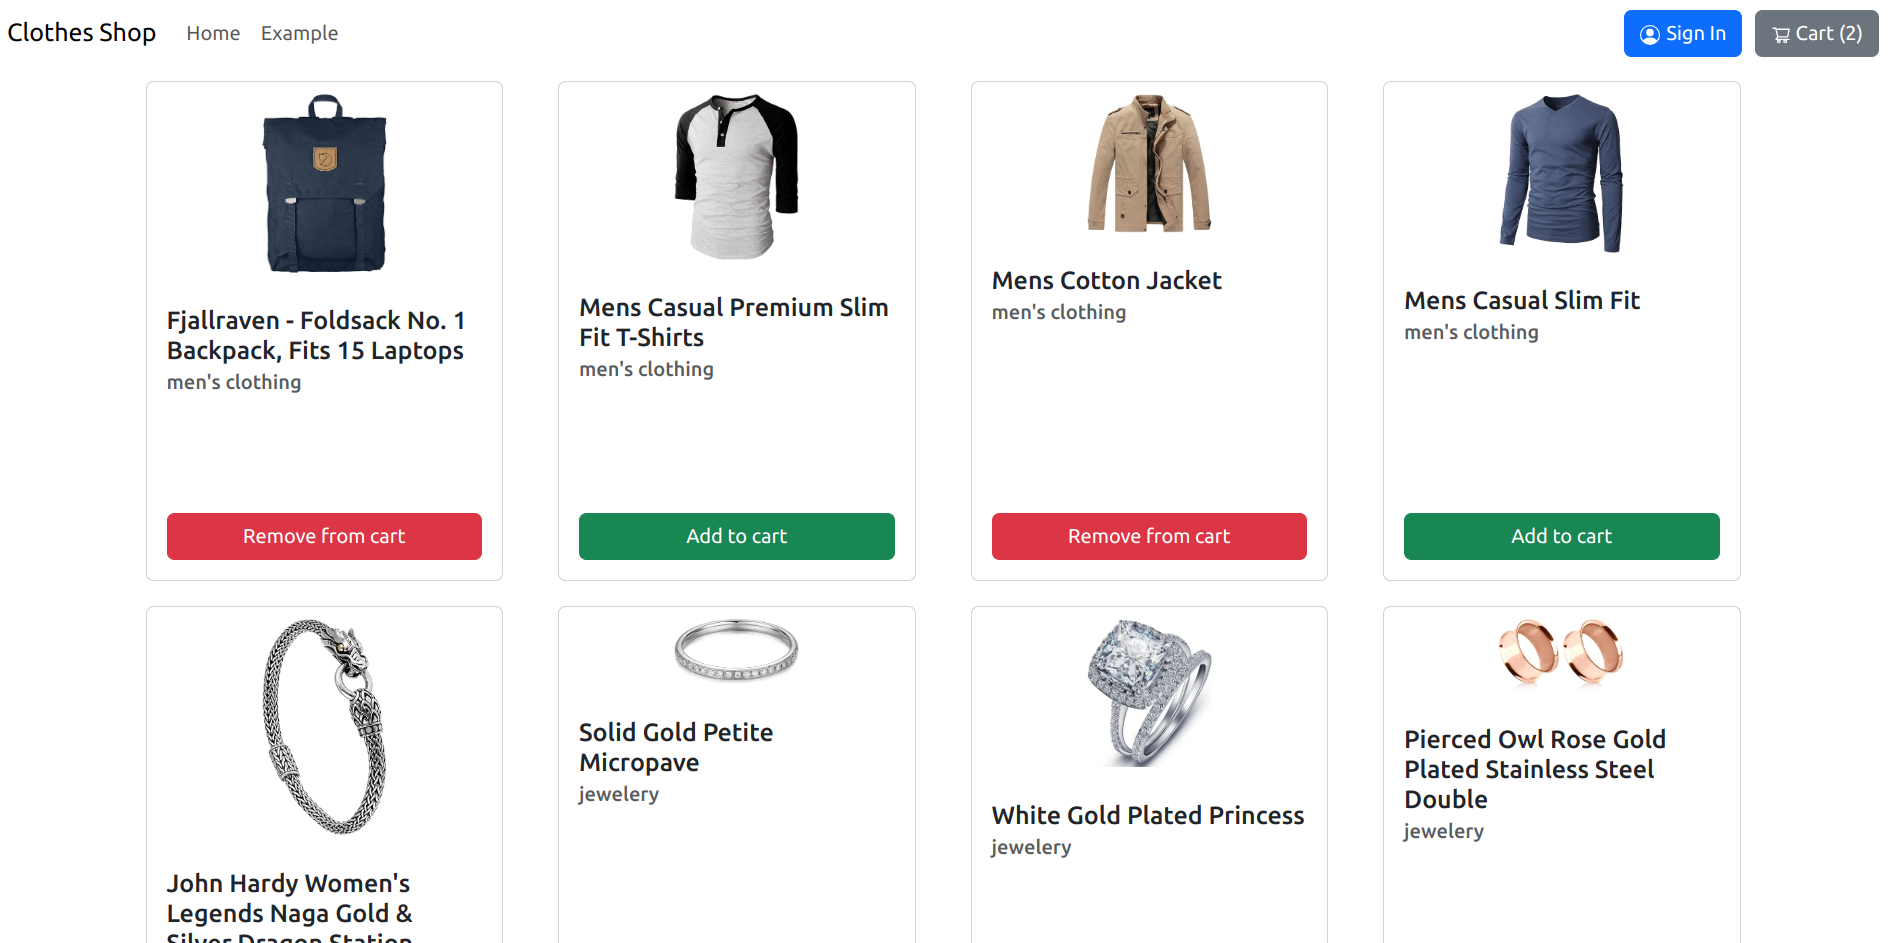 Clothes Shop
Home
Example
Sign In
Cart (2)
Fjallraven - Foldsack No. 1
Backpack, Fits 15 Laptops
men's clothing
Remove from cart
Mens Casual Premium Slim
Fit T-Shirts
men's clothing
Add to cart
Mens Cotton Jacket
men's clothing
Remove from cart
Mens Casual Slim Fit
men's clothing
Add to cart
John Hardy Women's
Legends Naga Gold &
Silver Dragon Station
Solid Gold Petite
Micropave
jewelery
White Gold Plated Princess
jewelery
Pierced Owl Rose Gold
Plated Stainless Steel
Double
jewelery